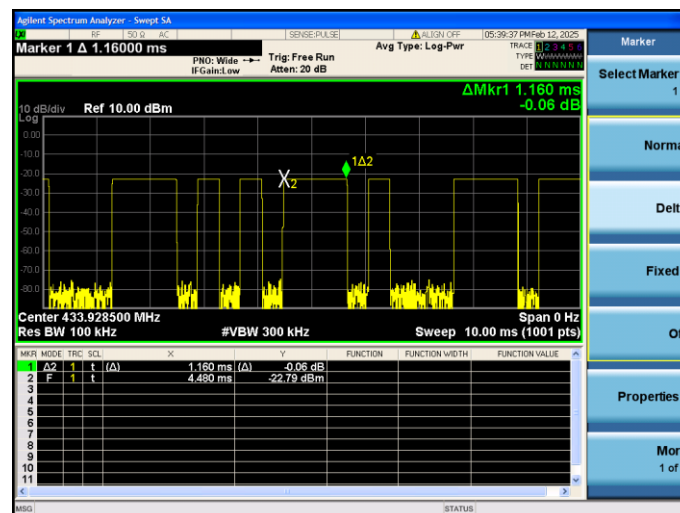 Agilent Spectrum Analyzer - Swept SA
LXI RF 50 Ω AC SENSE:PULSE ALIGN OFF 05:39:37 PM Feb 12, 2025
Marker 1 Δ 1.16000 ms
PNO: Wide Trig: Free Run Avg Type: Log-Pwr TRACE 1 2 3 4 5 6
TYPE WWWWWW
IFGain:Low Atten: 20 dB DET N N N N N N
ΔMkr1 1.160 ms
-0.06 dB
10 dB/div Ref 10.00 dBm
Log
0.00
-10.0
-20.0
-30.0
-40.0
-50.0
-60.0
-70.0
-80.0
1Δ2
X2
Center 433.928500 MHz Span 0 Hz
Res BW 100 kHz #VBW 300 kHz Sweep 10.00 ms (1001 pts)
MKR MODE TRC SCL X Y FUNCTION FUNCTION WIDTH FUNCTION VALUE
1 Δ2 1 t (Δ) 1.160 ms (Δ) -0.06 dB
2 F 1 t 4.480 ms -22.79 dBm
3
4
5
6
7
8
9
10
11
MSG STATUS
Marker
Select Marker
1
Norma
Delt
Fixed
Of
Properties
Mor
1 of